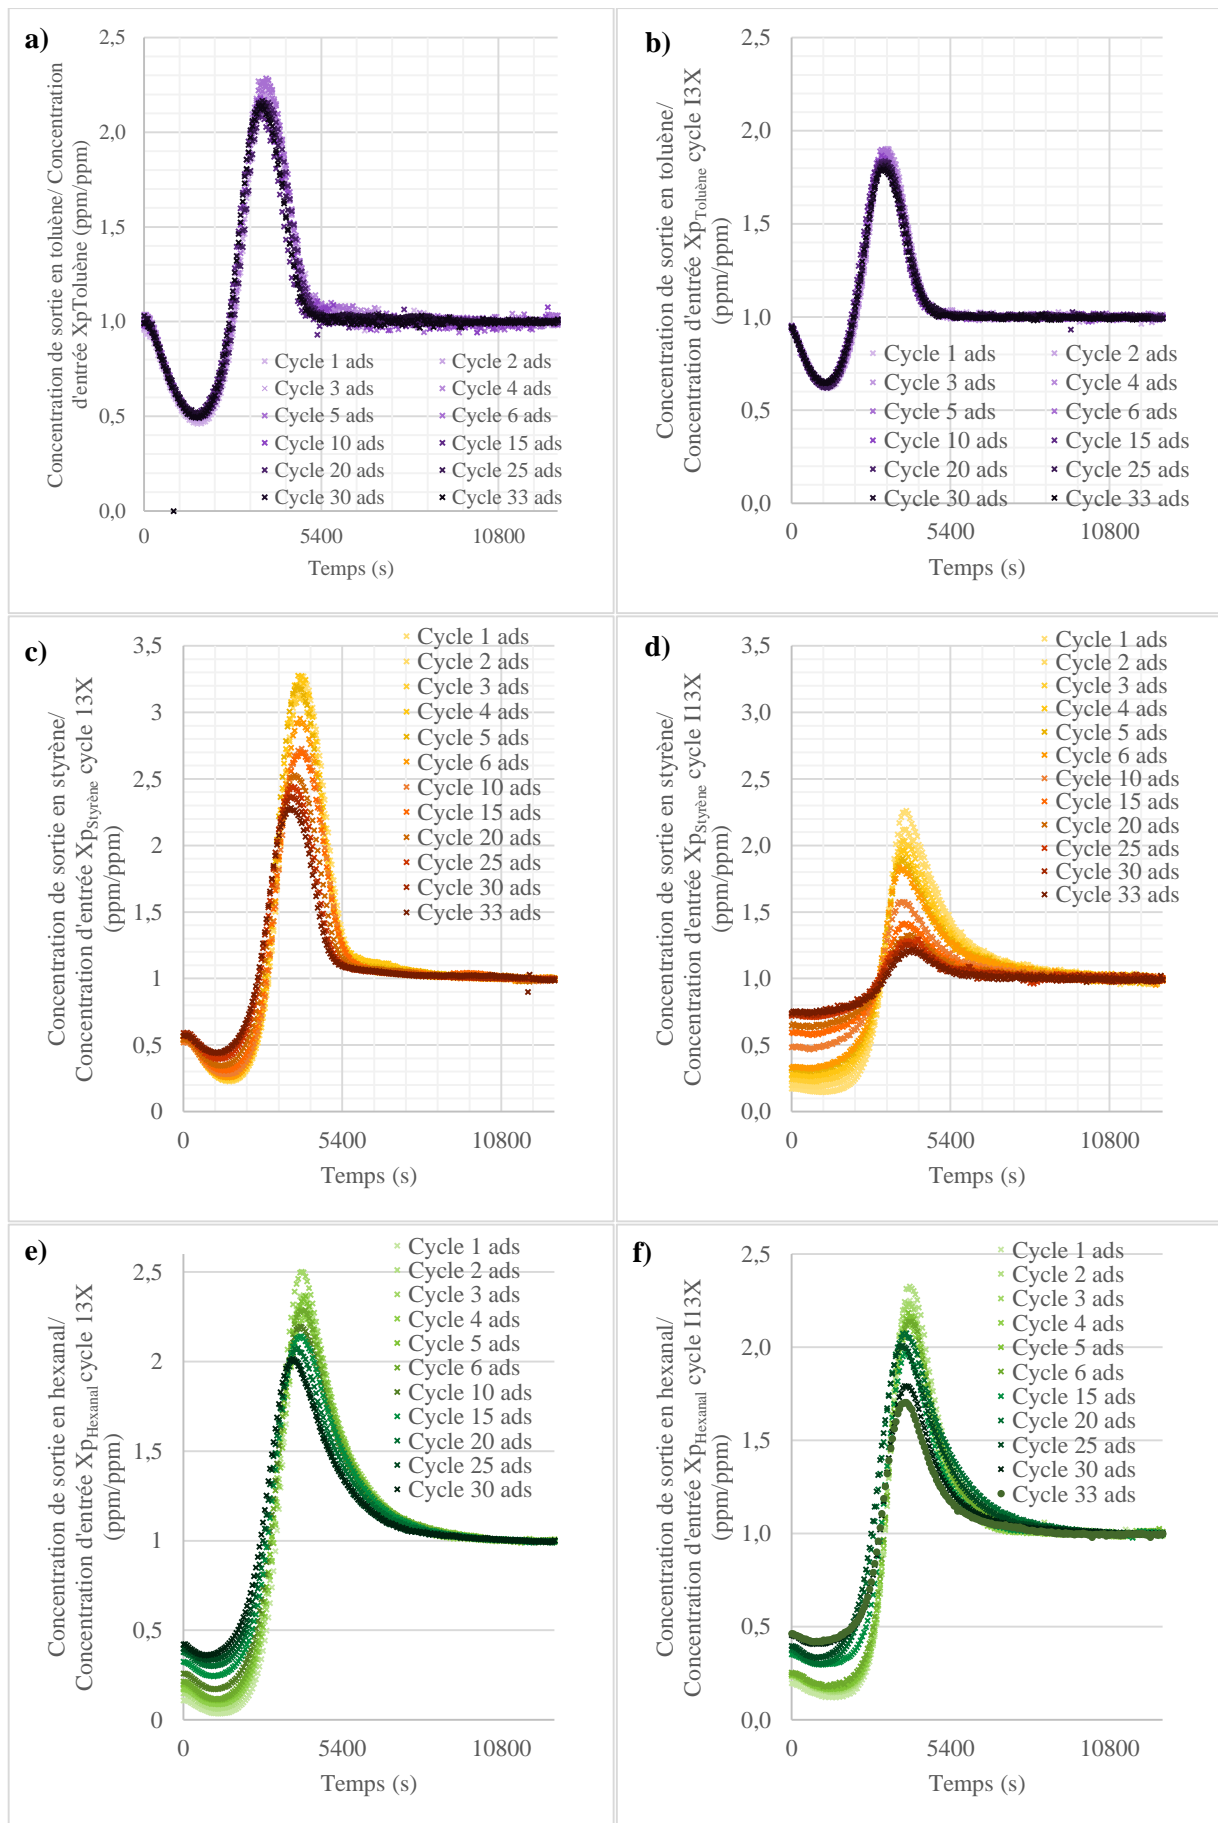 a)
Concentration de sortie en toluène/ Concentration
d'entrée XpToluène (ppm/ppm)
2,5
2,0
1,5
1,0
0,5
0,0
0
5400
10800
Temps (s)
Cycle 1 ads
Cycle 2 ads
Cycle 3 ads
Cycle 4 ads
Cycle 5 ads
Cycle 6 ads
Cycle 10 ads
Cycle 15 ads
Cycle 20 ads
Cycle 25 ads
Cycle 30 ads
Cycle 33 ads
b)
Concentration de sortie en toluène/
Concentration d'entrée XpToluène cycle I3X
(ppm/ppm)
2,5
2,0
1,5
1,0
0,5
0,0
0
5400
10800
Temps (s)
Cycle 1 ads
Cycle 2 ads
Cycle 3 ads
Cycle 4 ads
Cycle 5 ads
Cycle 6 ads
Cycle 10 ads
Cycle 15 ads
Cycle 20 ads
Cycle 25 ads
Cycle 30 ads
Cycle 33 ads
c)
Concentration de sortie en styrène/
Concentration d'entrée XpStyrène cycle 13X
(ppm/ppm)
3,5
3
2,5
2
1,5
1
0,5
0
0
5400
10800
Temps (s)
Cycle 1 ads
Cycle 2 ads
Cycle 3 ads
Cycle 4 ads
Cycle 5 ads
Cycle 6 ads
Cycle 10 ads
Cycle 15 ads
Cycle 20 ads
Cycle 25 ads
Cycle 30 ads
Cycle 33 ads
d)
Concentration de sortie en styrène/
Concentration d'entrée XpStyrène cycle I13X
(ppm/ppm)
3,5
3,0
2,5
2,0
1,5
1,0
0,5
0,0
0
5400
10800
Temps (s)
Cycle 1 ads
Cycle 2 ads
Cycle 3 ads
Cycle 4 ads
Cycle 5 ads
Cycle 6 ads
Cycle 10 ads
Cycle 15 ads
Cycle 20 ads
Cycle 25 ads
Cycle 30 ads
Cycle 33 ads
e)
Concentration de sortie en hexanal/
Concentration d'entrée XpHexanal cycle 13X
(ppm/ppm)
2,5
2
1,5
1
0,5
0
0
5400
10800
Temps (s)
Cycle 1 ads
Cycle 2 ads
Cycle 3 ads
Cycle 4 ads
Cycle 5 ads
Cycle 6 ads
Cycle 10 ads
Cycle 15 ads
Cycle 20 ads
Cycle 25 ads
Cycle 30 ads
f)
Concentration de sortie en hexanal/
Concentration d'entrée XpHexanal cycle I13X
(ppm/ppm)
2,5
2,0
1,5
1,0
0,5
0,0
0
5400
10800
Temps (s)
Cycle 1 ads
Cycle 2 ads
Cycle 3 ads
Cycle 4 ads
Cycle 5 ads
Cycle 6 ads
Cycle 15 ads
Cycle 20 ads
Cycle 25 ads
Cycle 30 ads
Cycle 33 ads